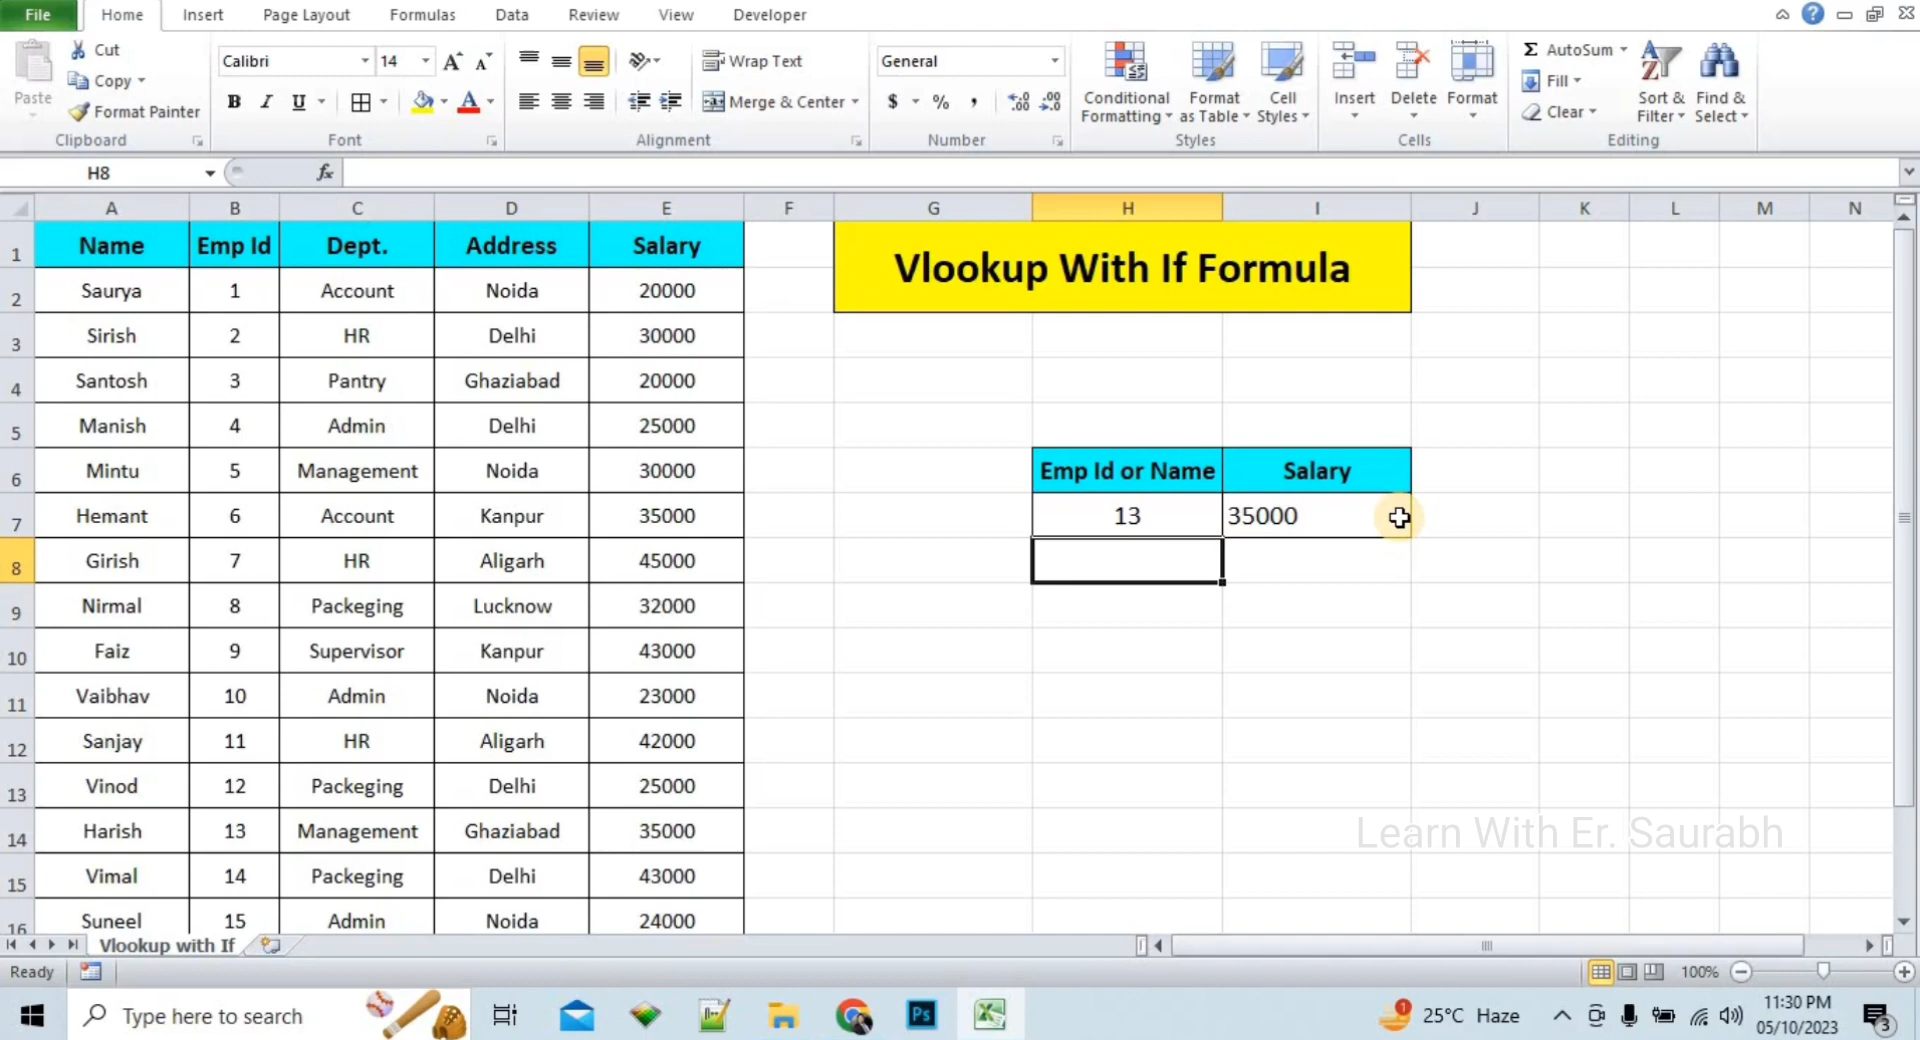 File Home Insert Page Layout Formulas Data Review View Developer
Cut
Copy
Format Painter
Paste
Clipboard
Calibri 14
B I U
Font
Wrap Text
Merge & Center
Alignment
General
$ % ,
Number
Conditional Formatting
Format as Table
Cell Styles
Styles
Insert Delete Format
Cells
Σ AutoSum
Fill
Clear
Sort & Filter
Find & Select
Editing
H8 fx
A B C D E F G H I J K L M N
1 Name Emp Id Dept. Address Salary
Vlookup With If Formula
2 Saurya 1 Account Noida 20000
3 Sirish 2 HR Delhi 30000
4 Santosh 3 Pantry Ghaziabad 20000
5 Manish 4 Admin Delhi 25000
6 Mintu 5 Management Noida 30000 Emp Id or Name Salary
7 Hemant 6 Account Kanpur 35000 13 35000
8 Girish 7 HR Aligarh 45000
9 Nirmal 8 Packeging Lucknow 32000
10 Faiz 9 Supervisor Kanpur 43000
11 Vaibhav 10 Admin Noida 23000
12 Sanjay 11 HR Aligarh 42000
13 Vinod 12 Packeging Delhi 25000
14 Harish 13 Management Ghaziabad 35000
Learn With Er. Saurabh
15 Vimal 14 Packeging Delhi 43000
16 Suneel 15 Admin Noida 24000
Vlookup with If
Ready 100%
Type here to search
Ps
1
25°C Haze
11:30 PM
05/10/2023
3